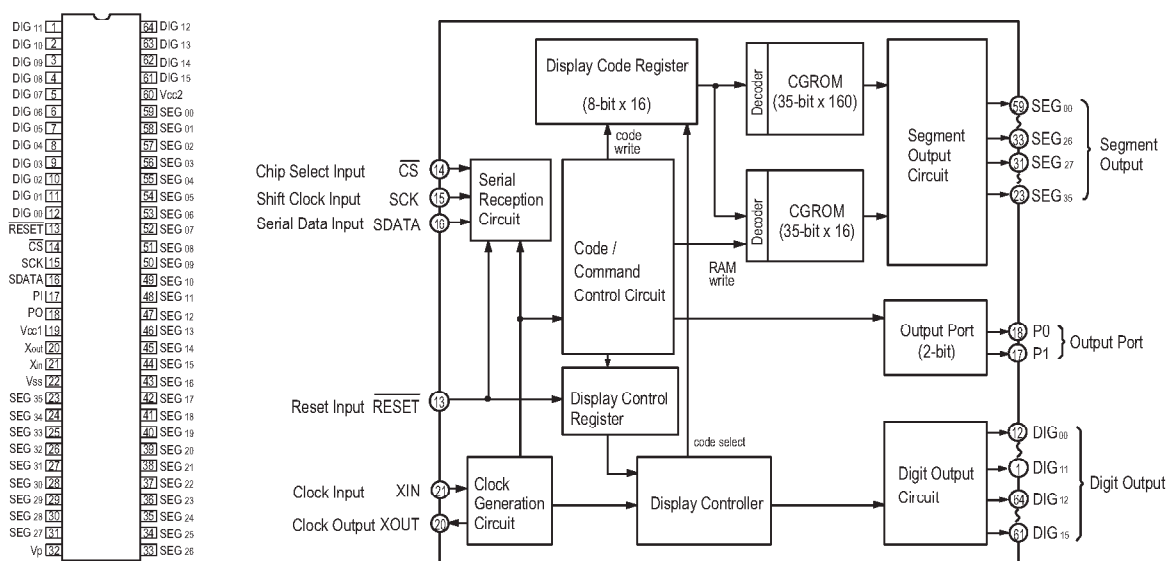 DIG 11 1 64 DIG 12
DIG 10 2 63 DIG 13
DIG 09 3 62 DIG 14
DIG 08 4 61 DIG 15
DIG 07 5 60 Vcc2
DIG 06 6 59 SEG 00
DIG 05 7 58 SEG 01
DIG 04 8 57 SEG 02
DIG 03 9 56 SEG 03
DIG 02 10 55 SEG 04
DIG 01 11 54 SEG 05
DIG 00 12 53 SEG 06
RESET 13 52 SEG 07
CS 14 51 SEG 08
SCK 15 50 SEG 09
SDATA 16 49 SEG 10
PI 17 48 SEG 11
PO 18 47 SEG 12
Vcc1 19 46 SEG 13
Xout 20 45 SEG 14
Xin 21 44 SEG 15
Vss 22 43 SEG 16
SEG 35 23 42 SEG 17
SEG 34 24 41 SEG 18
SEG 33 25 40 SEG 19
SEG 32 26 39 SEG 20
SEG 31 27 38 SEG 21
SEG 30 28 37 SEG 22
SEG 29 29 36 SEG 23
SEG 28 30 35 SEG 24
SEG 27 31 34 SEG 25
Vp 32 33 SEG 26
Display Code Register
(8-bit x 16)
Decoder
CGROM
(35-bit x 160)
code
write
Chip Select Input CS 14
Shift Clock Input SCK 15
Serial Data Input SDATA 16
Serial
Reception
Circuit
Code /
Command
Control Circuit
Decoder
CGROM
(35-bit x 16)
RAM
write
Segment
Output
Circuit
59 SEG 00
33 SEG 26
31 SEG 27
23 SEG 35
Segment
Output
Output Port
(2-bit)
18 P0
17 P1
Output Port
Reset Input RESET 13
Display Control
Register
code select
Clock Input XIN 21
Clock Output XOUT 20
Clock
Generation
Circuit
Display Controller
Digit Output
Circuit
12 DIG 00
1 DIG 11
64 DIG 12
61 DIG 15
Digit Output